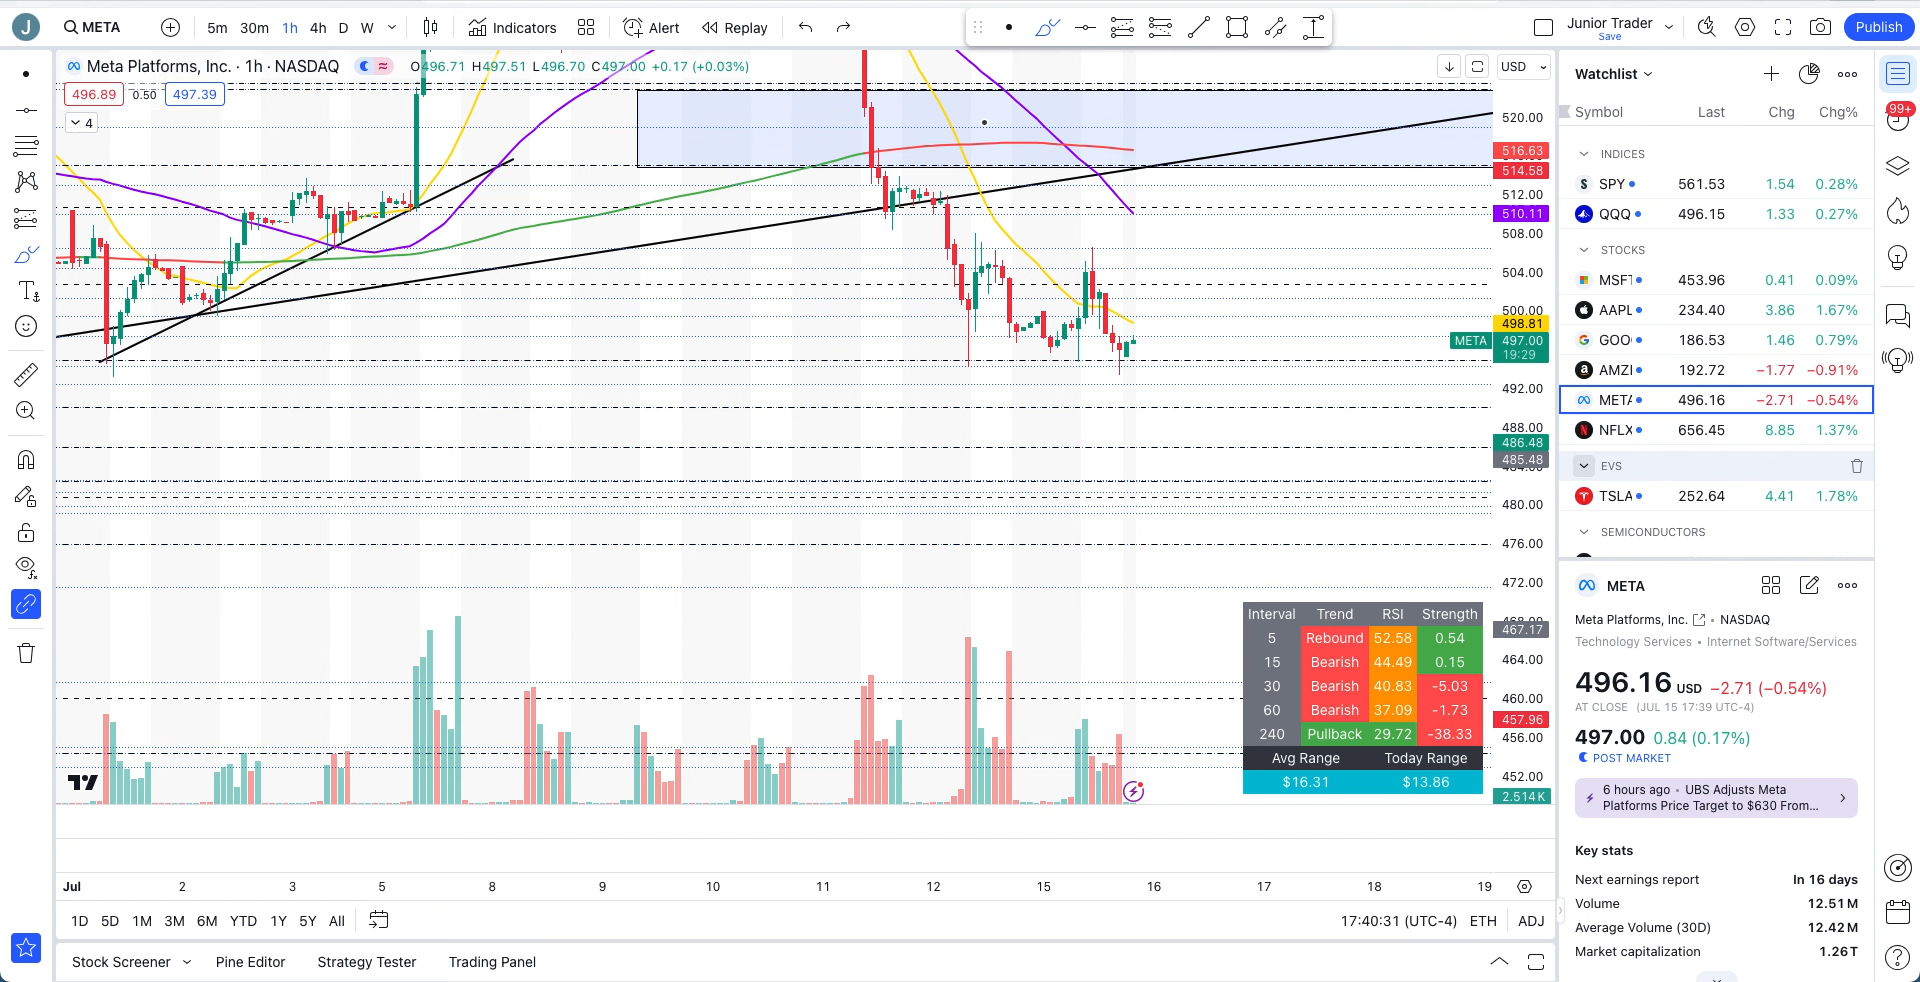 J
META
5m 30m 1h 4h D W
Indicators
Alert
Replay
Junior Trader
Save
Publish
Meta Platforms, Inc. · 1h · NASDAQ
O496.71 H497.51 L496.70 C497.00 +0.17 (+0.03%)
496.89 0.50 497.39
4
USD
520.00
516.63
514.58
512.00
510.11
508.00
504.00
500.00
498.81
META 497.00
19:29
492.00
488.00
486.48
485.48
484.00
480.00
476.00
472.00
468.00
467.17
464.00
460.00
457.96
456.00
452.00
2.514K
Interval Trend RSI Strength
5 Rebound 52.58 0.54
15 Bearish 44.49 0.15
30 Bearish 40.83 -5.03
60 Bearish 37.09 -1.73
240 Pullback 29.72 -38.33
Avg Range Today Range
$16.31 $13.86
Jul 2 3 5 8 9 10 11 12 15 16 17 18 19
1D 5D 1M 3M 6M YTD 1Y 5Y All
17:40:31 (UTC-4) ETH ADJ
Stock Screener Pine Editor Strategy Tester Trading Panel
Watchlist
Symbol Last Chg Chg%
INDICES
SPY 561.53 1.54 0.28%
QQQ 496.15 1.33 0.27%
STOCKS
MSFT 453.96 0.41 0.09%
AAPL 234.40 3.86 1.67%
GOO 186.53 1.46 0.79%
AMZ 192.72 −1.77 −0.91%
META 496.16 −2.71 −0.54%
NFLX 656.45 8.85 1.37%
EVS
TSLA 252.64 4.41 1.78%
SEMICONDUCTORS
META
Meta Platforms, Inc. • NASDAQ
Technology Services • Internet Software/Services
496.16 USD −2.71 (−0.54%)
AT CLOSE (JUL 15 17:39 UTC-4)
497.00 0.84 (0.17%)
POST MARKET
6 hours ago • UBS Adjusts Meta
Platforms Price Target to $630 From...
Key stats
Next earnings report In 16 days
Volume 12.51M
Average Volume (30D) 12.42M
Market capitalization 1.26T
99+